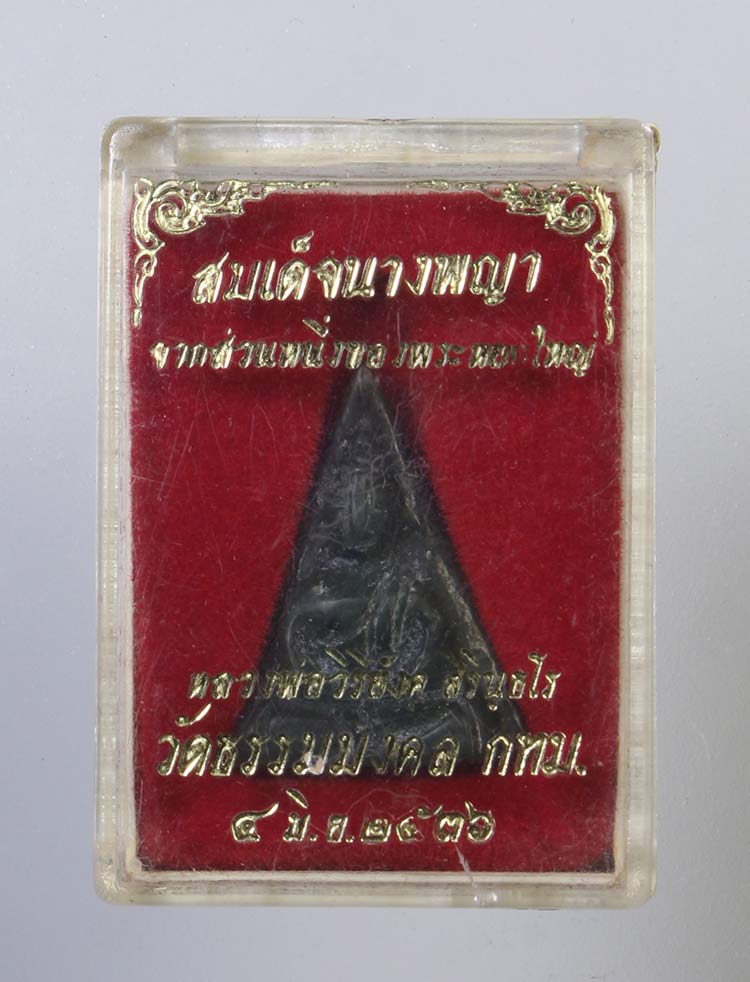 สมเด็จนางพญา
จากส่วนหนึ่งของพระหยกใหญ่
หลวงพ่อวิริยังค์ สิรินฺธโร
วัดธรรมมงคล กทม.
๔ มี.ค.๒๕๓๖